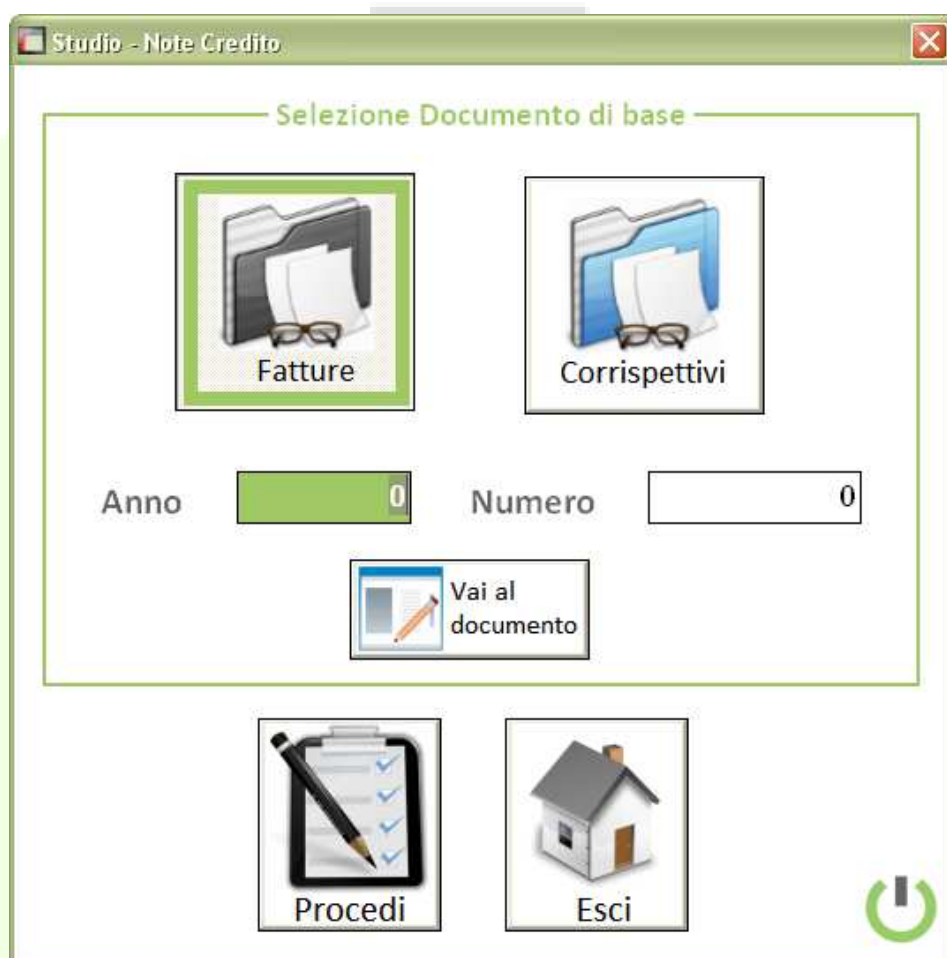 Studio - Note Credito
Selezione Documento di base
Fatture
Corrispettivi
Anno 0 Numero 0
Vai al
documento
Procedi
Esci